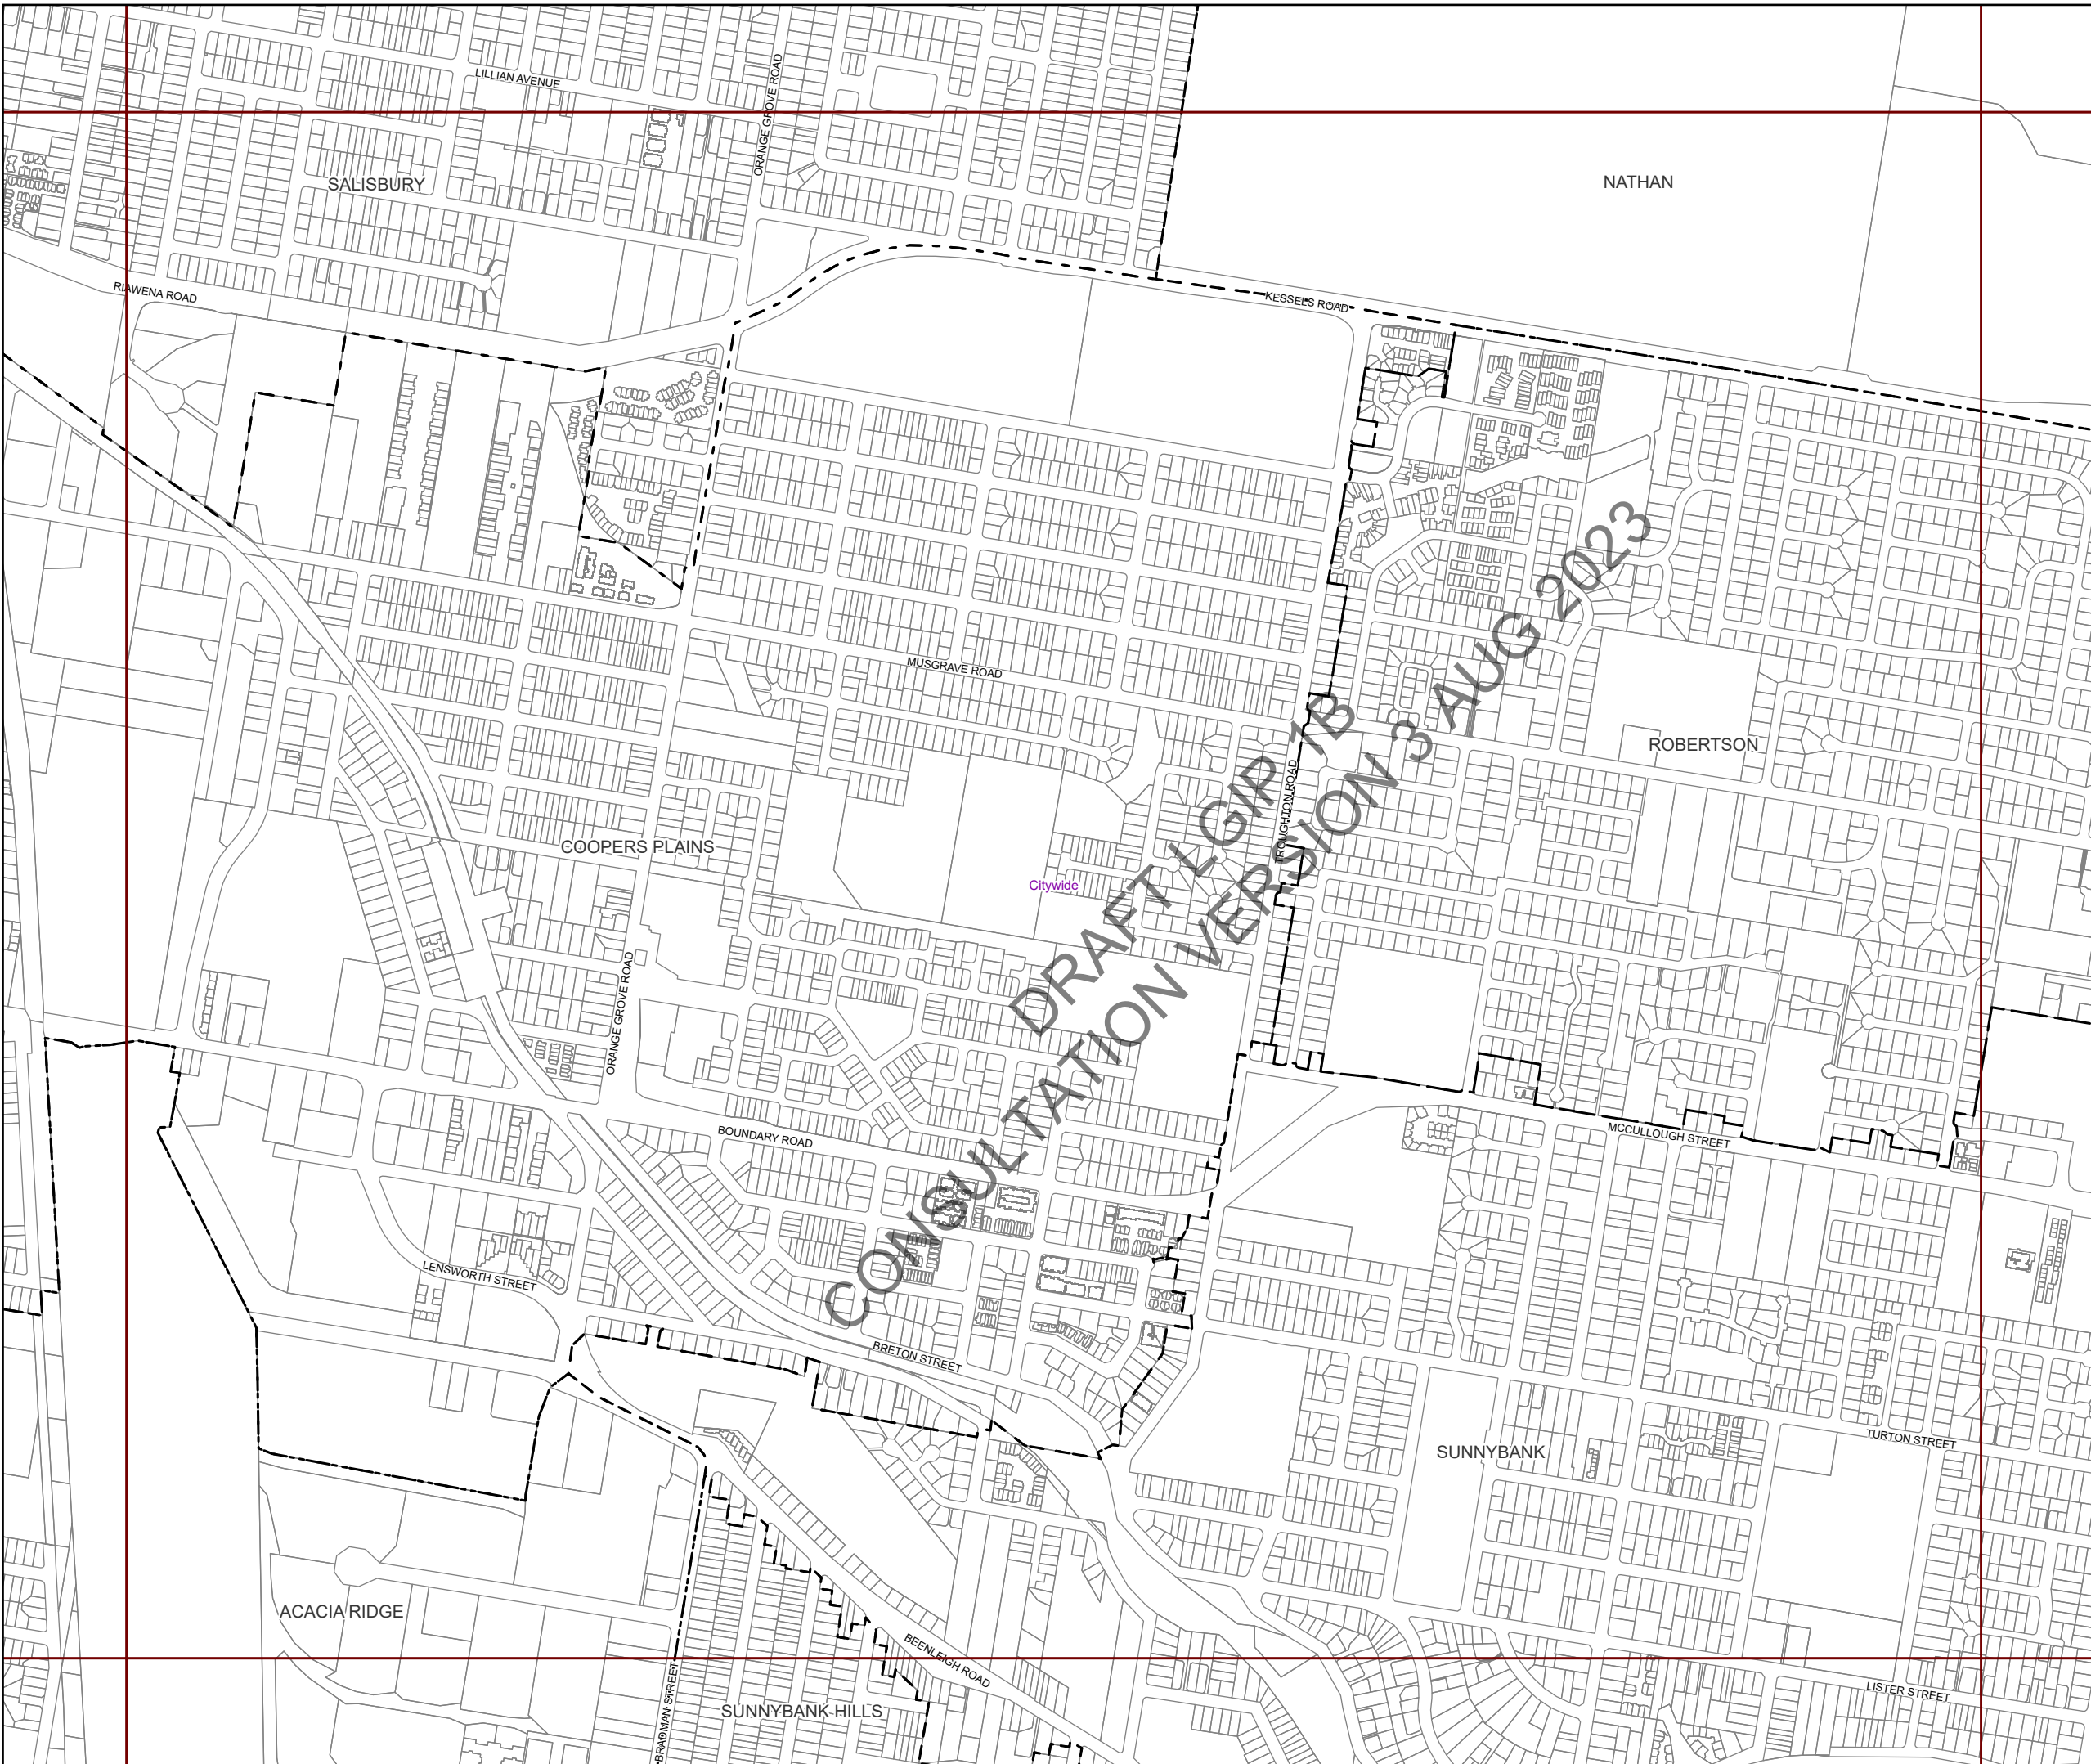 LILLIAN AVENUE
ORANGE GROVE ROAD
SALISBURY
NATHAN
RIAWENA ROAD
KESSELS ROAD
MUSGRAVE ROAD
ROBERTSON
TROUGHTON ROAD
COOPERS PLAINS
Citywide
DRAFT LGIP 1B
CONSULTATION VERSION 3 AUG 2023
ORANGE GROVE ROAD
BOUNDARY ROAD
MCCULLOUGH STREET
LENSWORTH STREET
BRETON STREET
TURTON STREET
SUNNYBANK
ACACIA RIDGE
BEENLEIGH ROAD
BRADMAN STREET
SUNNYBANK HILLS
LISTER STREET